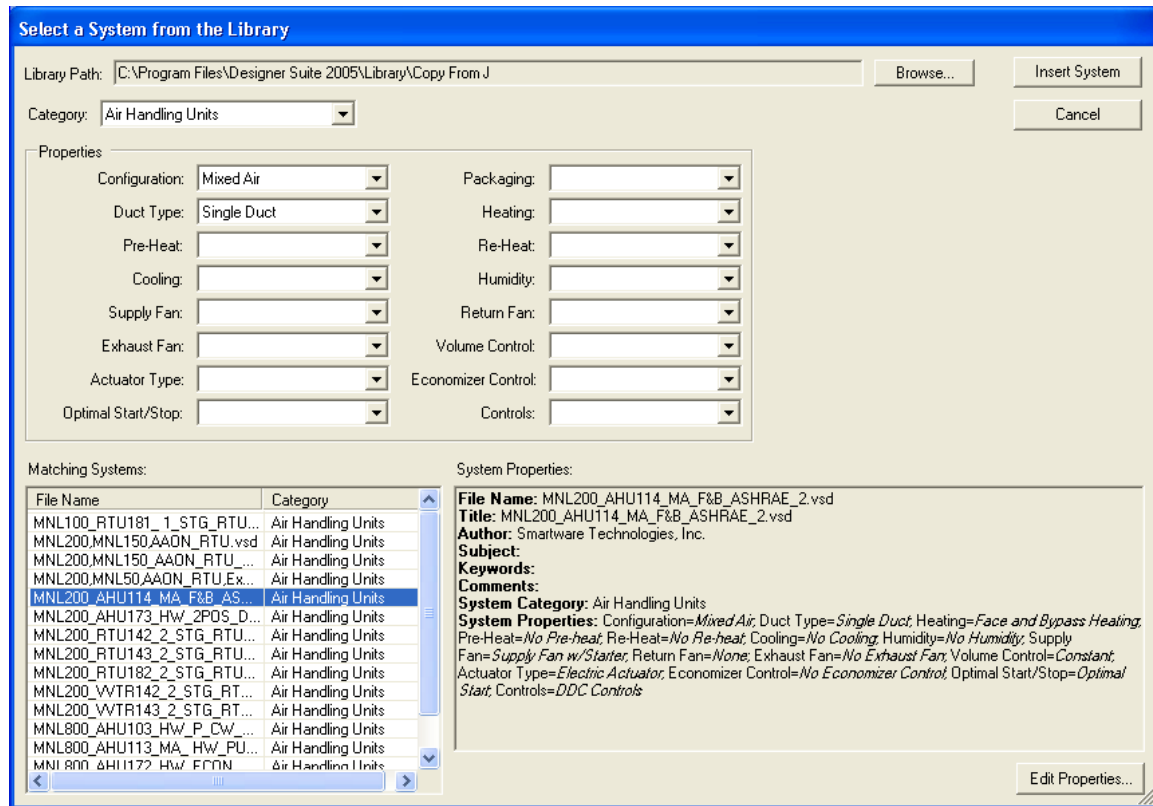 Select a System from the Library
Library Path: C:\Program Files\Designer Suite 2005\Library\Copy From J Browse... Insert System
Category: Air Handling Units Cancel
Properties
Configuration: Mixed Air Packaging:
Duct Type: Single Duct Heating:
Pre-Heat: Re-Heat:
Cooling: Humidity:
Supply Fan: Return Fan:
Exhaust Fan: Volume Control:
Actuator Type: Economizer Control:
Optimal Start/Stop: Controls:
Matching Systems:
File Name Category
MNL100_RTU181_ 1_STG_RTU... Air Handling Units
MNL200,MNL150,AAON_RTU.vsd Air Handling Units
MNL200,MNL150_AAON_RTU_... Air Handling Units
MNL200,MNL50,AAON_RTU,Ex... Air Handling Units
MNL200_AHU114_MA_F&B_AS... Air Handling Units
MNL200_AHU173_HW_2POS_D... Air Handling Units
MNL200_RTU142_2_STG_RTU... Air Handling Units
MNL200_RTU143_2_STG_RTU... Air Handling Units
MNL200_RTU182_2_STG_RTU... Air Handling Units
MNL200_VVTR142_2_STG_RT... Air Handling Units
MNL200_VVTR143_2_STG_RT... Air Handling Units
MNL800_AHU103_HW_P_CW_... Air Handling Units
MNL800_AHU113_MA_ HW_PU... Air Handling Units
MNL800_AHU172_HW_ECON Air Handling Units
System Properties:
File Name: MNL200_AHU114_MA_F&B_ASHRAE_2.vsd
Title: MNL200_AHU114_MA_F&B_ASHRAE_2.vsd
Author: Smartware Technologies, Inc.
Subject:
Keywords:
Comments:
System Category: Air Handling Units
System Properties: Configuration=Mixed Air; Duct Type=Single Duct; Heating=Face and Bypass Heating;
Pre-Heat=No Pre-heat; Re-Heat=No Re-heat; Cooling=No Cooling; Humidity=No Humidity; Supply
Fan=Supply Fan w/Starter; Return Fan=None; Exhaust Fan=No Exhaust Fan; Volume Control=Constant;
Actuator Type=Electric Actuator; Economizer Control=No Economizer Control; Optimal Start/Stop=Optimal
Start; Controls=DDC Controls
Edit Properties...